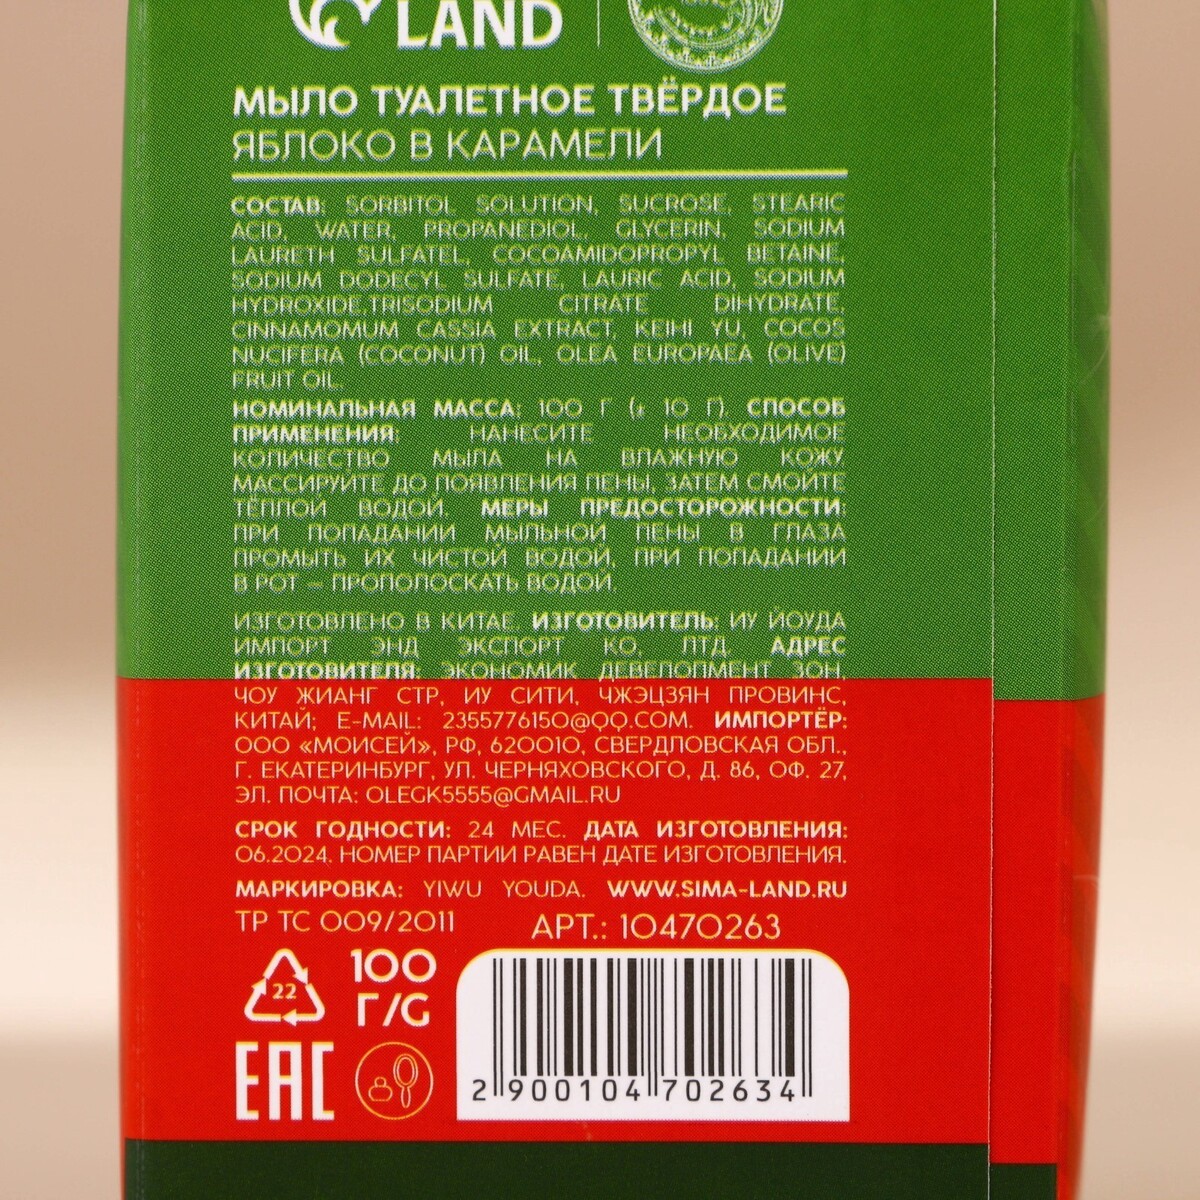 LAND
МЫЛО ТУАЛЕТНОЕ ТВЁРДОЕ
ЯБЛОКО В КАРАМЕЛИ
СОСТАВ: SORBITOL SOLUTION, SUCROSE, STEARIC
ACID, WATER, PROPANEDIOL, GLYCERIN, SODIUM
LAURETH SULFATEL, COCOAMIDOPROPYL BETAINE,
SODIUM DODECYL SULFATE, LAURIC ACID, SODIUM
HYDROXIDE,TRISODIUM CITRATE DIHYDRATE,
CINNAMOMUM CASSIA EXTRACT, KEIHI YU, COCOS
NUCIFERA (COCONUT) OIL, OLEA EUROPAEA (OLIVE)
FRUIT OIL.
НОМИНАЛЬНАЯ МАССА: 100 Г (± 10 Г). СПОСОБ
ПРИМЕНЕНИЯ: НАНЕСИТЕ НЕОБХОДИМОЕ
КОЛИЧЕСТВО МЫЛА НА ВЛАЖНУЮ КОЖУ
МАССИРУЙТЕ ДО ПОЯВЛЕНИЯ ПЕНЫ, ЗАТЕМ СМОЙТЕ
ТЁПЛОЙ ВОДОЙ. МЕРЫ ПРЕДОСТОРОЖНОСТИ:
ПРИ ПОПАДАНИИ МЫЛЬНОЙ ПЕНЫ В ГЛАЗА
ПРОМЫТЬ ИХ ЧИСТОЙ ВОДОЙ, ПРИ ПОПАДАНИИ
В РОТ – ПРОПОЛОСКАТЬ ВОДОЙ.
ИЗГОТОВЛЕНО В КИТАЕ. ИЗГОТОВИТЕЛЬ: ИУ ЙОУДА
ИМПОРТ ЭНД ЭКСПОРТ КО, ЛТД. АДРЕС
ИЗГОТОВИТЕЛЯ: ЭКОНОМИК ДЕВЕЛОПМЕНТ ЗОН,
ЧОУ ЖИАНГ СТР, ИУ СИТИ, ЧЖЭЦЗЯН ПРОВИНС,
КИТАЙ; E-MAIL: 2355776150@QQ.COM. ИМПОРТЁР:
ООО «МОИСЕЙ», РФ, 620010, СВЕРДЛОВСКАЯ ОБЛ.,
Г. ЕКАТЕРИНБУРГ, УЛ. ЧЕРНЯХОВСКОГО, Д. 86, ОФ. 27,
ЭЛ. ПОЧТА: OLEGK5555@GMAIL.RU
СРОК ГОДНОСТИ: 24 МЕС. ДАТА ИЗГОТОВЛЕНИЯ:
06.2024. НОМЕР ПАРТИИ РАВЕН ДАТЕ ИЗГОТОВЛЕНИЯ.
МАРКИРОВКА: YIWU YOUDA. WWW.SIMA-LAND.RU
ТР ТС 009/2011 АРТ.: 10470263
22
100
Г/G
EAC
2 900104 702634